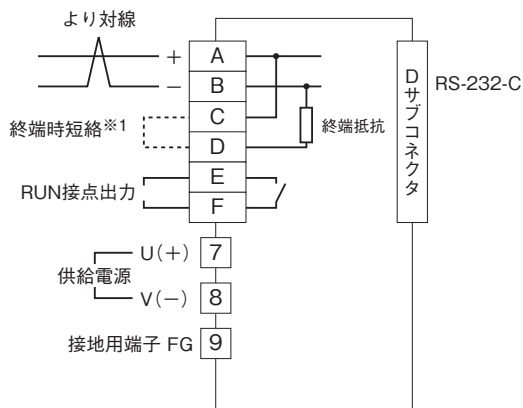 より対線
+
A
−
B
C
終端時短絡※1
D
終端抵抗
RUN接点出力
E
F
U(+)
7
供給電源
V(−)
8
接地用端子 FG
9
Dサブコネクタ
RS-232-C